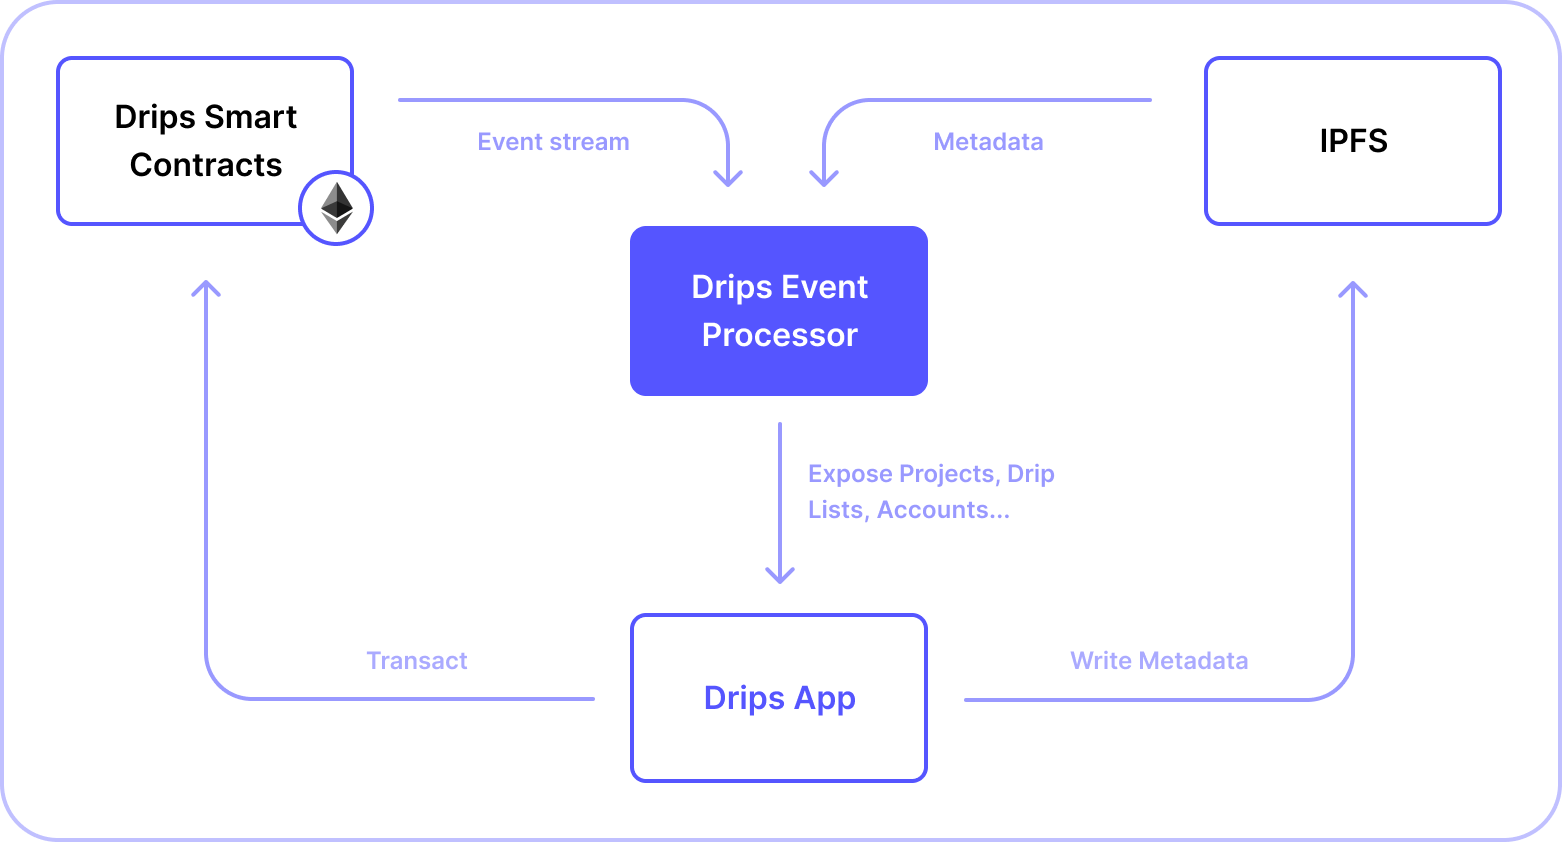 Drips Smart
Contracts
Event stream
Metadata
IPFS
Drips Event
Processor
Expose Projects, Drip
Lists, Accounts...
Transact
Write Metadata
Drips App